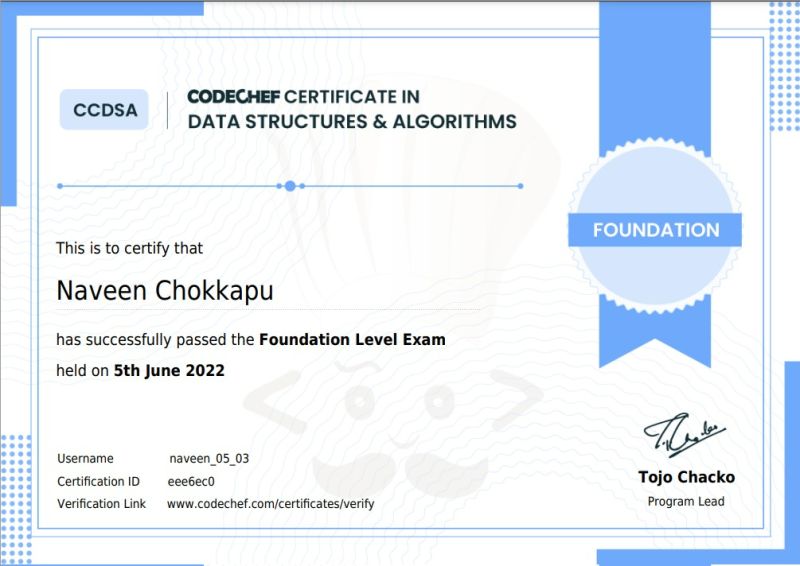 CCDSA
CODECHEF CERTIFICATE IN
DATA STRUCTURES & ALGORITHMS
FOUNDATION
This is to certify that
Naveen Chokkapu
has successfully passed the Foundation Level Exam
held on 5th June 2022
Username naveen_05_03
Certification ID eee6ec0
Verification Link www.codechef.com/certificates/verify
Tojo Chacko
Program Lead